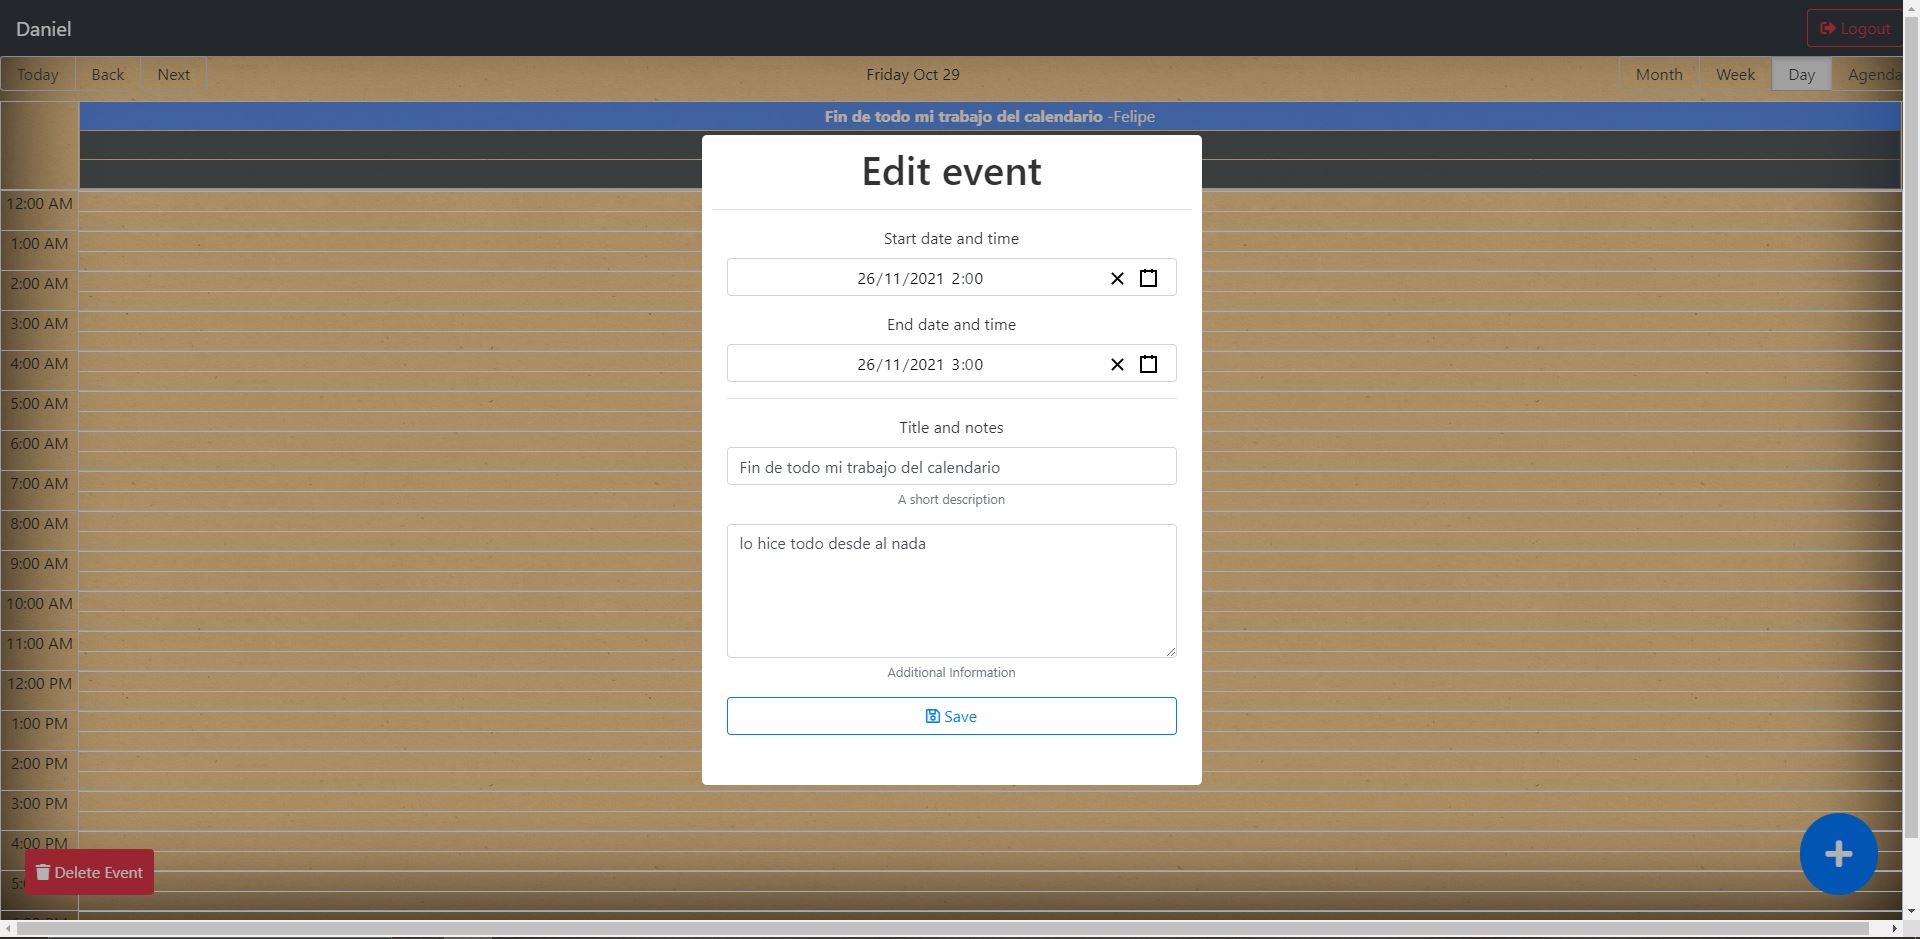 Daniel
Logout
Today Back Next Friday Oct 29 Month Week Day Agenda
Fin de todo mi trabajo del calendario -Felipe
Edit event
Start date and time
26/11/2021 2:00
End date and time
26/11/2021 3:00
Title and notes
Fin de todo mi trabajo del calendario
A short description
lo hice todo desde al nada
Additional Information
Save
12:00 AM
1:00 AM
2:00 AM
3:00 AM
4:00 AM
5:00 AM
6:00 AM
7:00 AM
8:00 AM
9:00 AM
10:00 AM
11:00 AM
12:00 PM
1:00 PM
2:00 PM
3:00 PM
4:00 PM
Delete Event